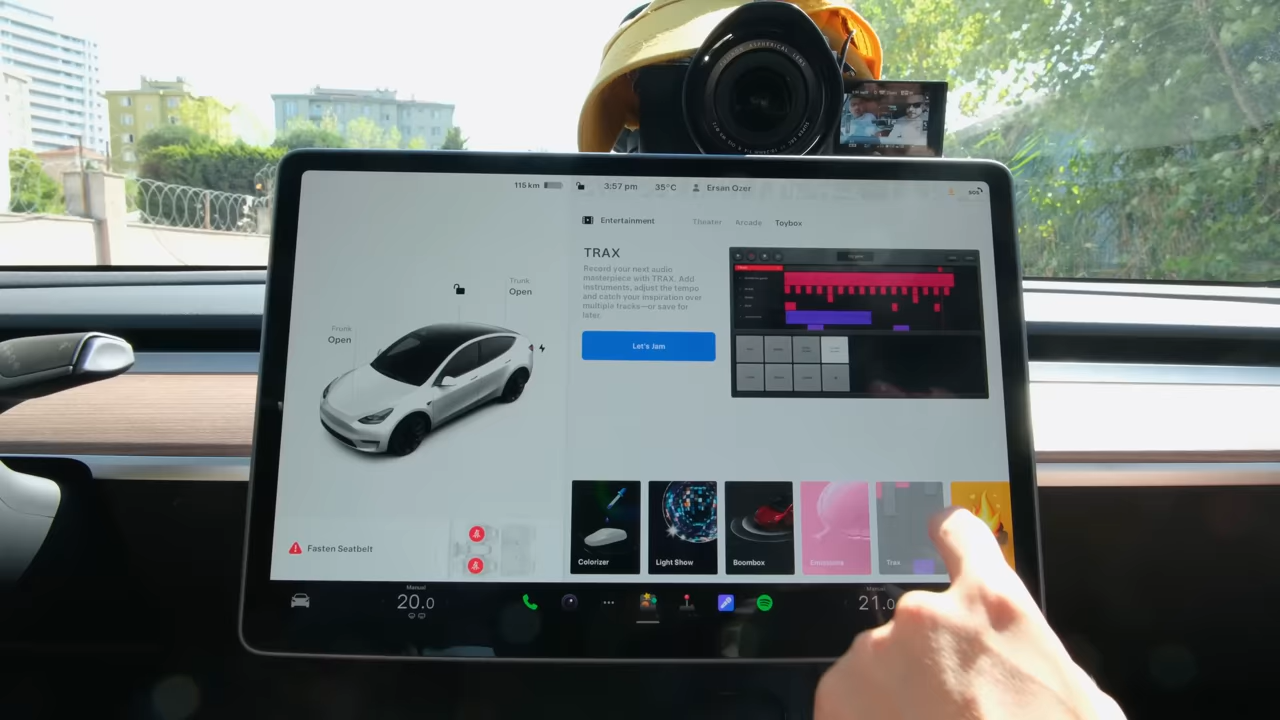 115 km
3:57 pm
35°C
Ersan Ozer
SOS
Entertainment
Theater
Arcade
Toybox
TRAX
Record your next audio
masterpiece with TRAX. Add
instruments, adjust the tempo
and catch your inspiration over
multiple tracks—or save for
later.
Let's Jam
Trunk
Open
Frunk
Open
Fasten Seatbelt
Colorizer
Light Show
Boombox
Emissions
Trax
Manual
20.0
Manual
21.0